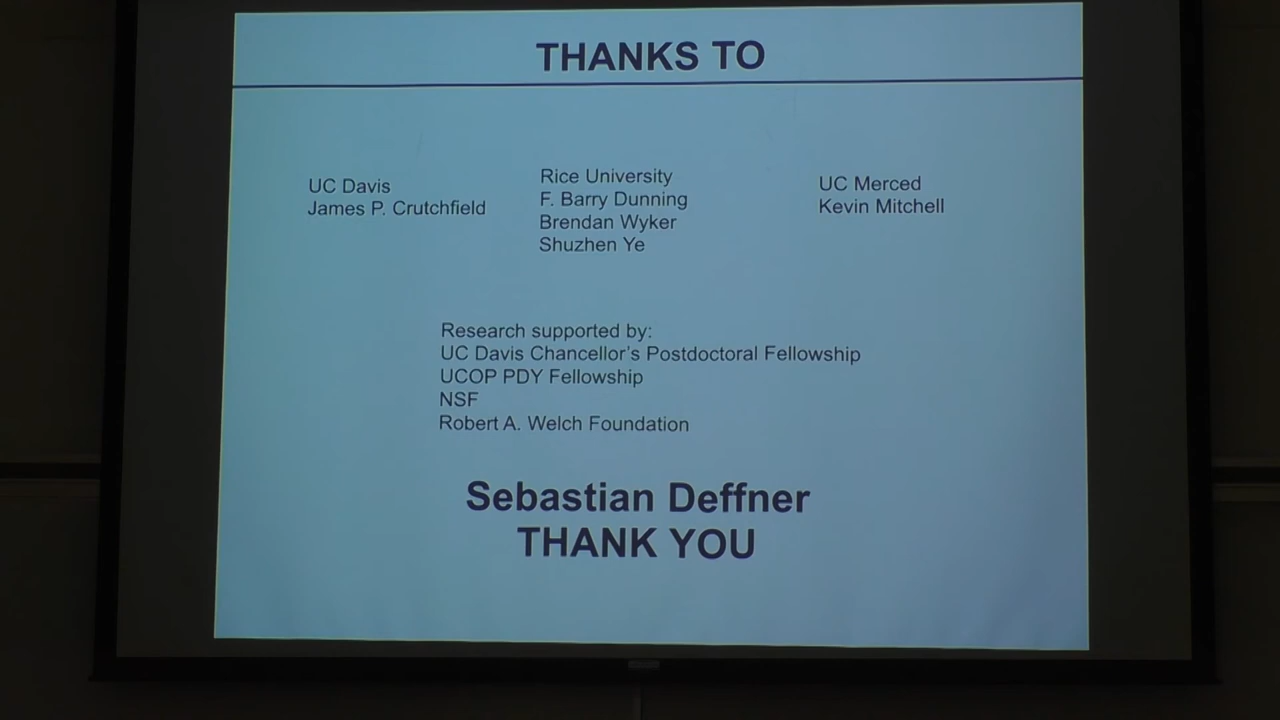 THANKS TO
UC Davis
James P. Crutchfield
Rice University
F. Barry Dunning
Brendan Wyker
Shuzhen Ye
UC Merced
Kevin Mitchell
Research supported by:
UC Davis Chancellor's Postdoctoral Fellowship
UCOP PDY Fellowship
NSF
Robert A. Welch Foundation
Sebastian Deffner
THANK YOU